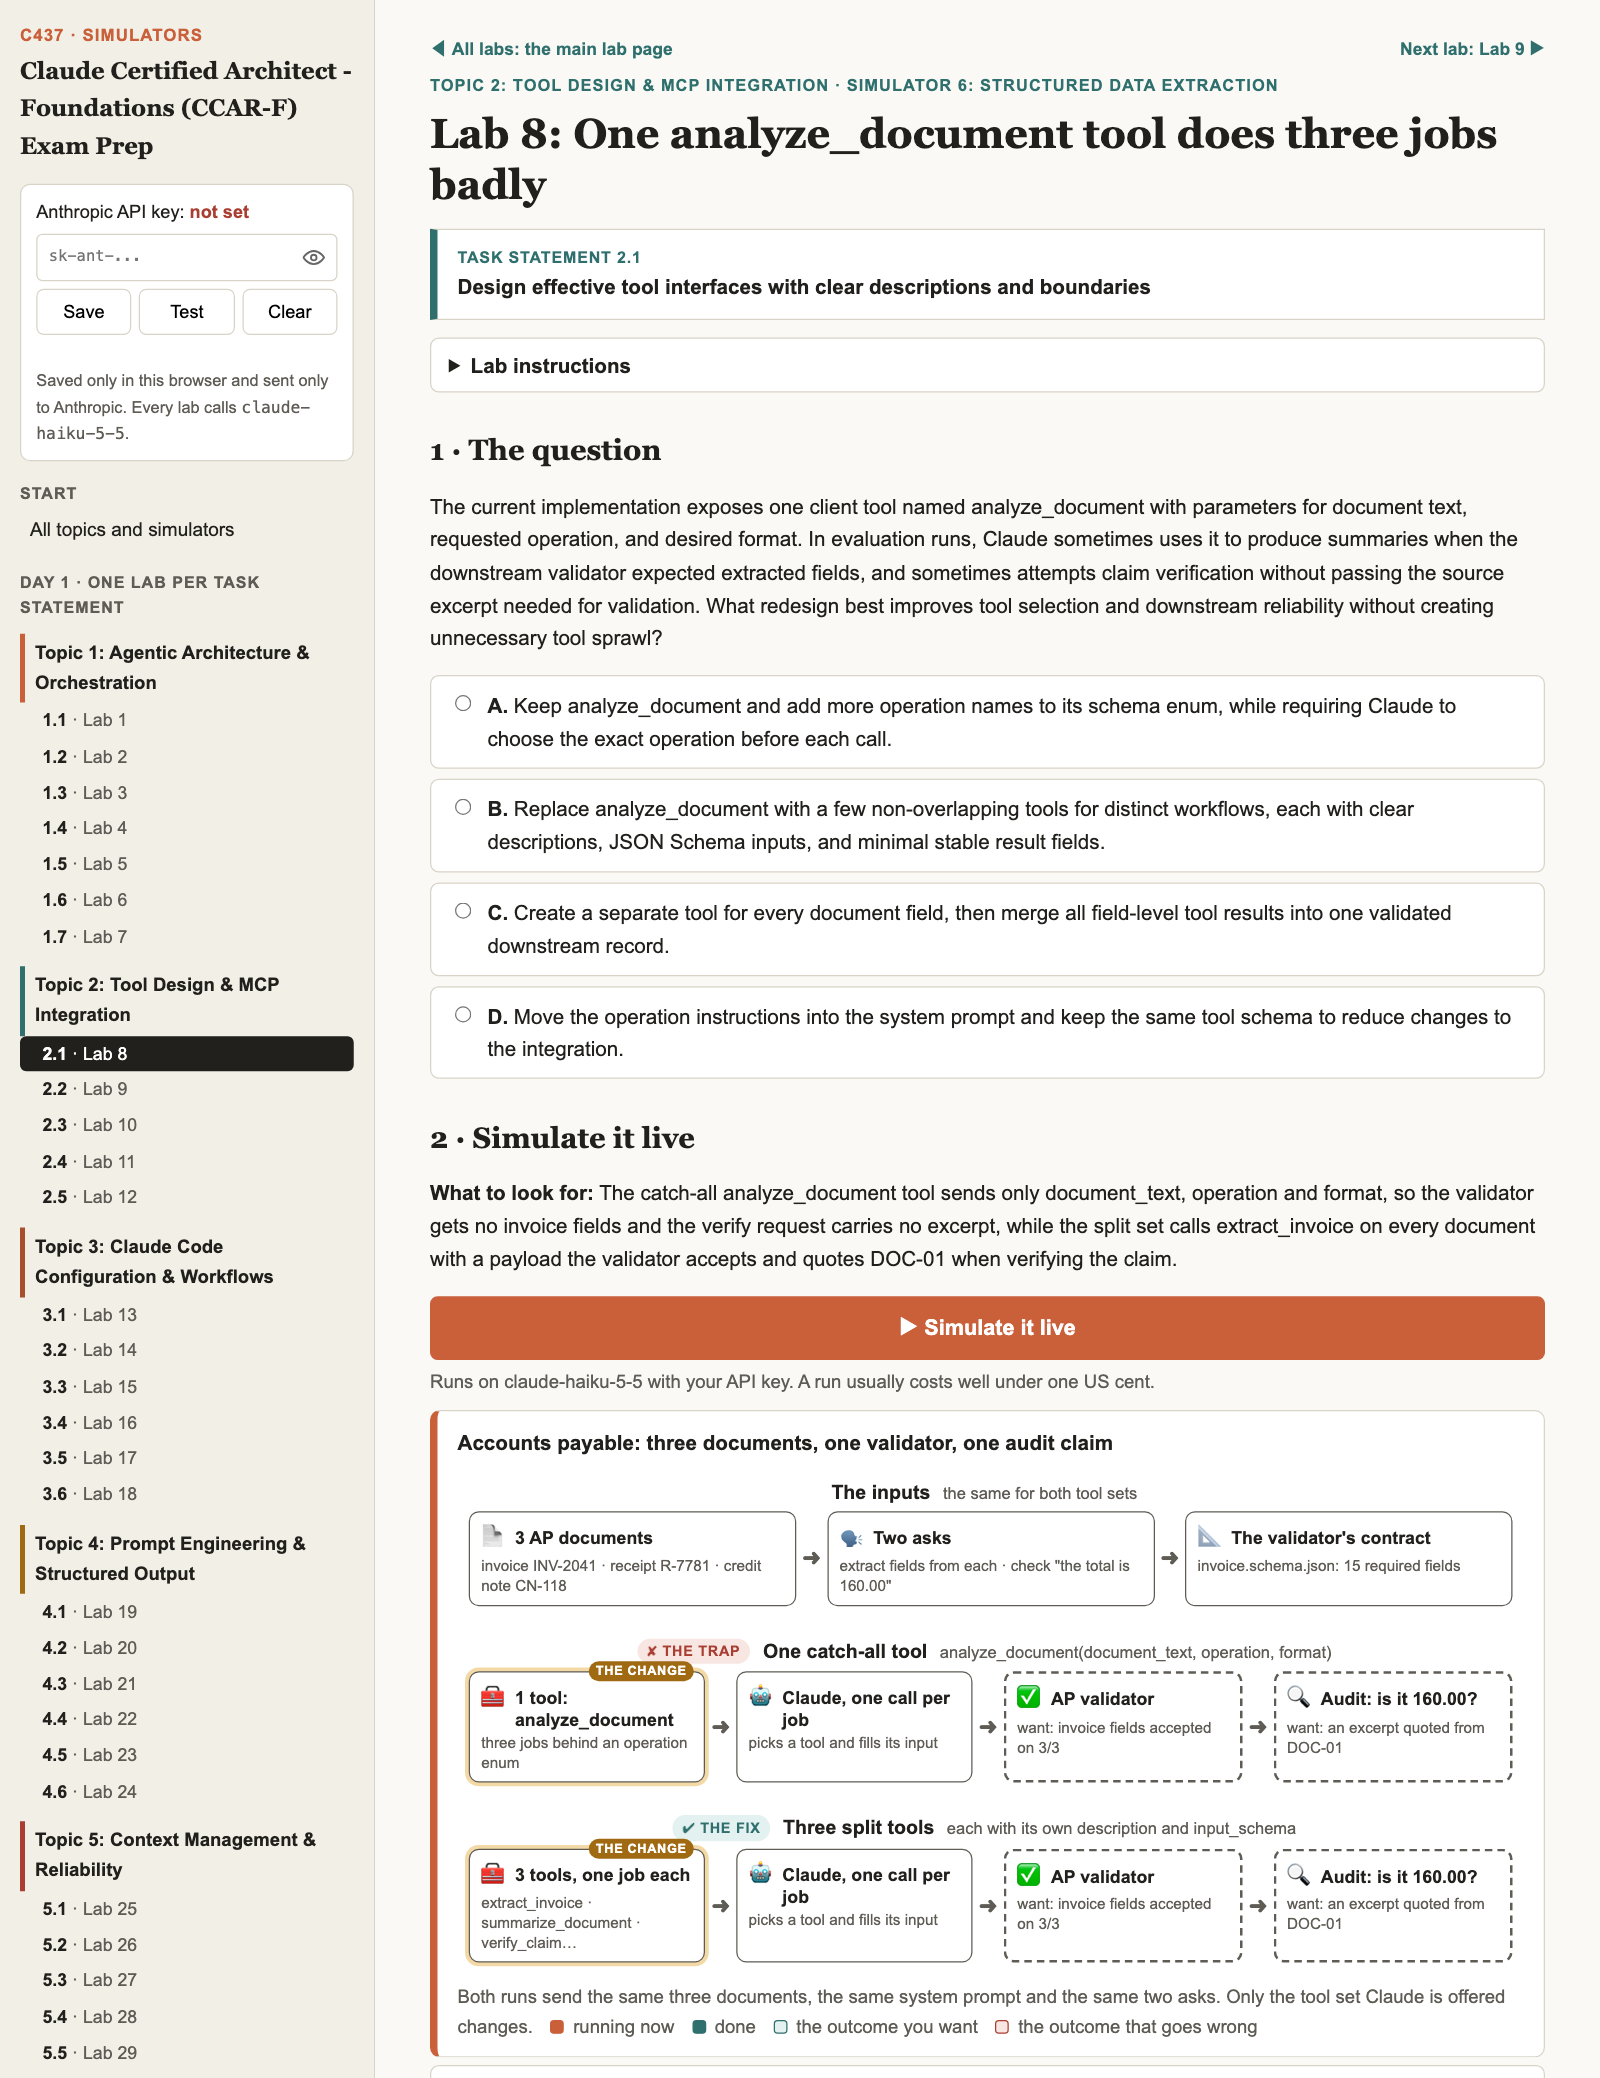 C437 · SIMULATORS
Claude Certified Architect -
Foundations (CCAR-F)
Exam Prep
Anthropic API key: not set
sk-ant-...
Save
Test
Clear
Saved only in this browser and sent only
to Anthropic. Every lab calls claude-
haiku-5-5.
START
All topics and simulators
DAY 1 · ONE LAB PER TASK
STATEMENT
Topic 1: Agentic Architecture &
Orchestration
1.1 · Lab 1
1.2 · Lab 2
1.3 · Lab 3
1.4 · Lab 4
1.5 · Lab 5
1.6 · Lab 6
1.7 · Lab 7
Topic 2: Tool Design & MCP
Integration
2.1 · Lab 8
2.2 · Lab 9
2.3 · Lab 10
2.4 · Lab 11
2.5 · Lab 12
Topic 3: Claude Code
Configuration & Workflows
3.1 · Lab 13
3.2 · Lab 14
3.3 · Lab 15
3.4 · Lab 16
3.5 · Lab 17
3.6 · Lab 18
Topic 4: Prompt Engineering &
Structured Output
4.1 · Lab 19
4.2 · Lab 20
4.3 · Lab 21
4.4 · Lab 22
4.5 · Lab 23
4.6 · Lab 24
Topic 5: Context Management &
Reliability
5.1 · Lab 25
5.2 · Lab 26
5.3 · Lab 27
5.4 · Lab 28
5.5 · Lab 29
◀ All labs: the main lab page
Next lab: Lab 9 ▶
TOPIC 2: TOOL DESIGN & MCP INTEGRATION · SIMULATOR 6: STRUCTURED DATA EXTRACTION
Lab 8: One analyze_document tool does three jobs
badly
TASK STATEMENT 2.1
Design effective tool interfaces with clear descriptions and boundaries
▶ Lab instructions
1 · The question
The current implementation exposes one client tool named analyze_document with parameters for document text,
requested operation, and desired format. In evaluation runs, Claude sometimes uses it to produce summaries when the
downstream validator expected extracted fields, and sometimes attempts claim verification without passing the source
excerpt needed for validation. What redesign best improves tool selection and downstream reliability without creating
unnecessary tool sprawl?
A. Keep analyze_document and add more operation names to its schema enum, while requiring Claude to
choose the exact operation before each call.
B. Replace analyze_document with a few non-overlapping tools for distinct workflows, each with clear
descriptions, JSON Schema inputs, and minimal stable result fields.
C. Create a separate tool for every document field, then merge all field-level tool results into one validated
downstream record.
D. Move the operation instructions into the system prompt and keep the same tool schema to reduce changes to
the integration.
2 · Simulate it live
What to look for: The catch-all analyze_document tool sends only document_text, operation and format, so the validator
gets no invoice fields and the verify request carries no excerpt, while the split set calls extract_invoice on every document
with a payload the validator accepts and quotes DOC-01 when verifying the claim.
▶ Simulate it live
Runs on claude-haiku-5-5 with your API key. A run usually costs well under one US cent.
Accounts payable: three documents, one validator, one audit claim
The inputs the same for both tool sets
3 AP documents
invoice INV-2041 · receipt R-7781 · credit
note CN-118
➜
Two asks
extract fields from each · check "the total is
160.00"
➜
The validator's contract
invoice.schema.json: 15 required fields
✘ THE TRAP One catch-all tool analyze_document(document_text, operation, format)
THE CHANGE
1 tool:
analyze_document
three jobs behind an operation
enum
➜
Claude, one call per
job
picks a tool and fills its input
➜
AP validator
want: invoice fields accepted
on 3/3
➜
Audit: is it 160.00?
want: an excerpt quoted from
DOC-01
✔ THE FIX Three split tools each with its own description and input_schema
THE CHANGE
3 tools, one job each
extract_invoice ·
summarize_document ·
verify_claim…
➜
Claude, one call per
job
picks a tool and fills its input
➜
AP validator
want: invoice fields accepted
on 3/3
➜
Audit: is it 160.00?
want: an excerpt quoted from
DOC-01
Both runs send the same three documents, the same system prompt and the same two asks. Only the tool set Claude is offered
changes. running now done the outcome you want the outcome that goes wrong